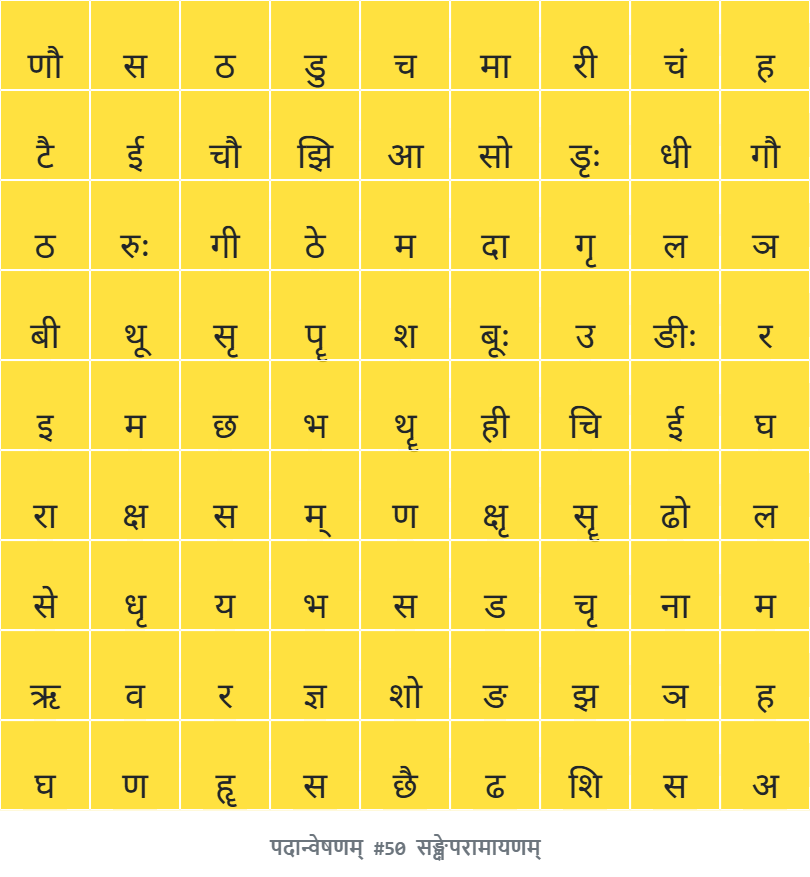 णौ स ठ डु च मा री चं ह
टै ई चौ झि आ सो डृः धी गौ
ठ रुः गी ठे म दा गृ ल ञ
बी थू सृ पॄ श बूः उ ङीः र
इ म छ भ थॄ ही चि ई घ
रा क्ष स म् ण क्षृ सॄ ढो ल
से धृ य भ स ड चृ ना म
ऋ व र ज्ञ शो ङ झ ञ ह
घ ण हॄ स छै ढ शि स अ
पदान्वेषणम् #50 सङ्क्षेपरामायणम्